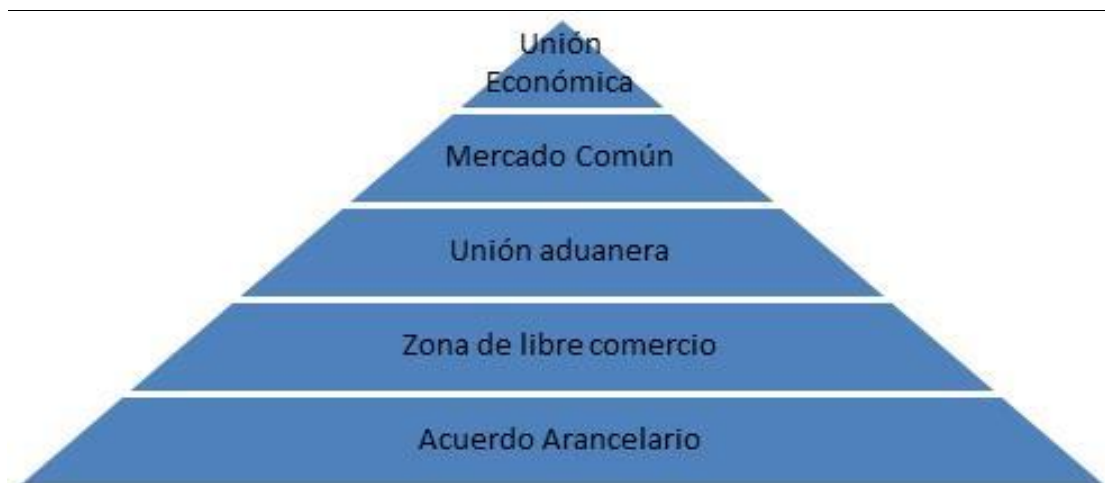 Unión
Económica
Mercado Común
Unión aduanera
Zona de libre comercio
Acuerdo Arancelario